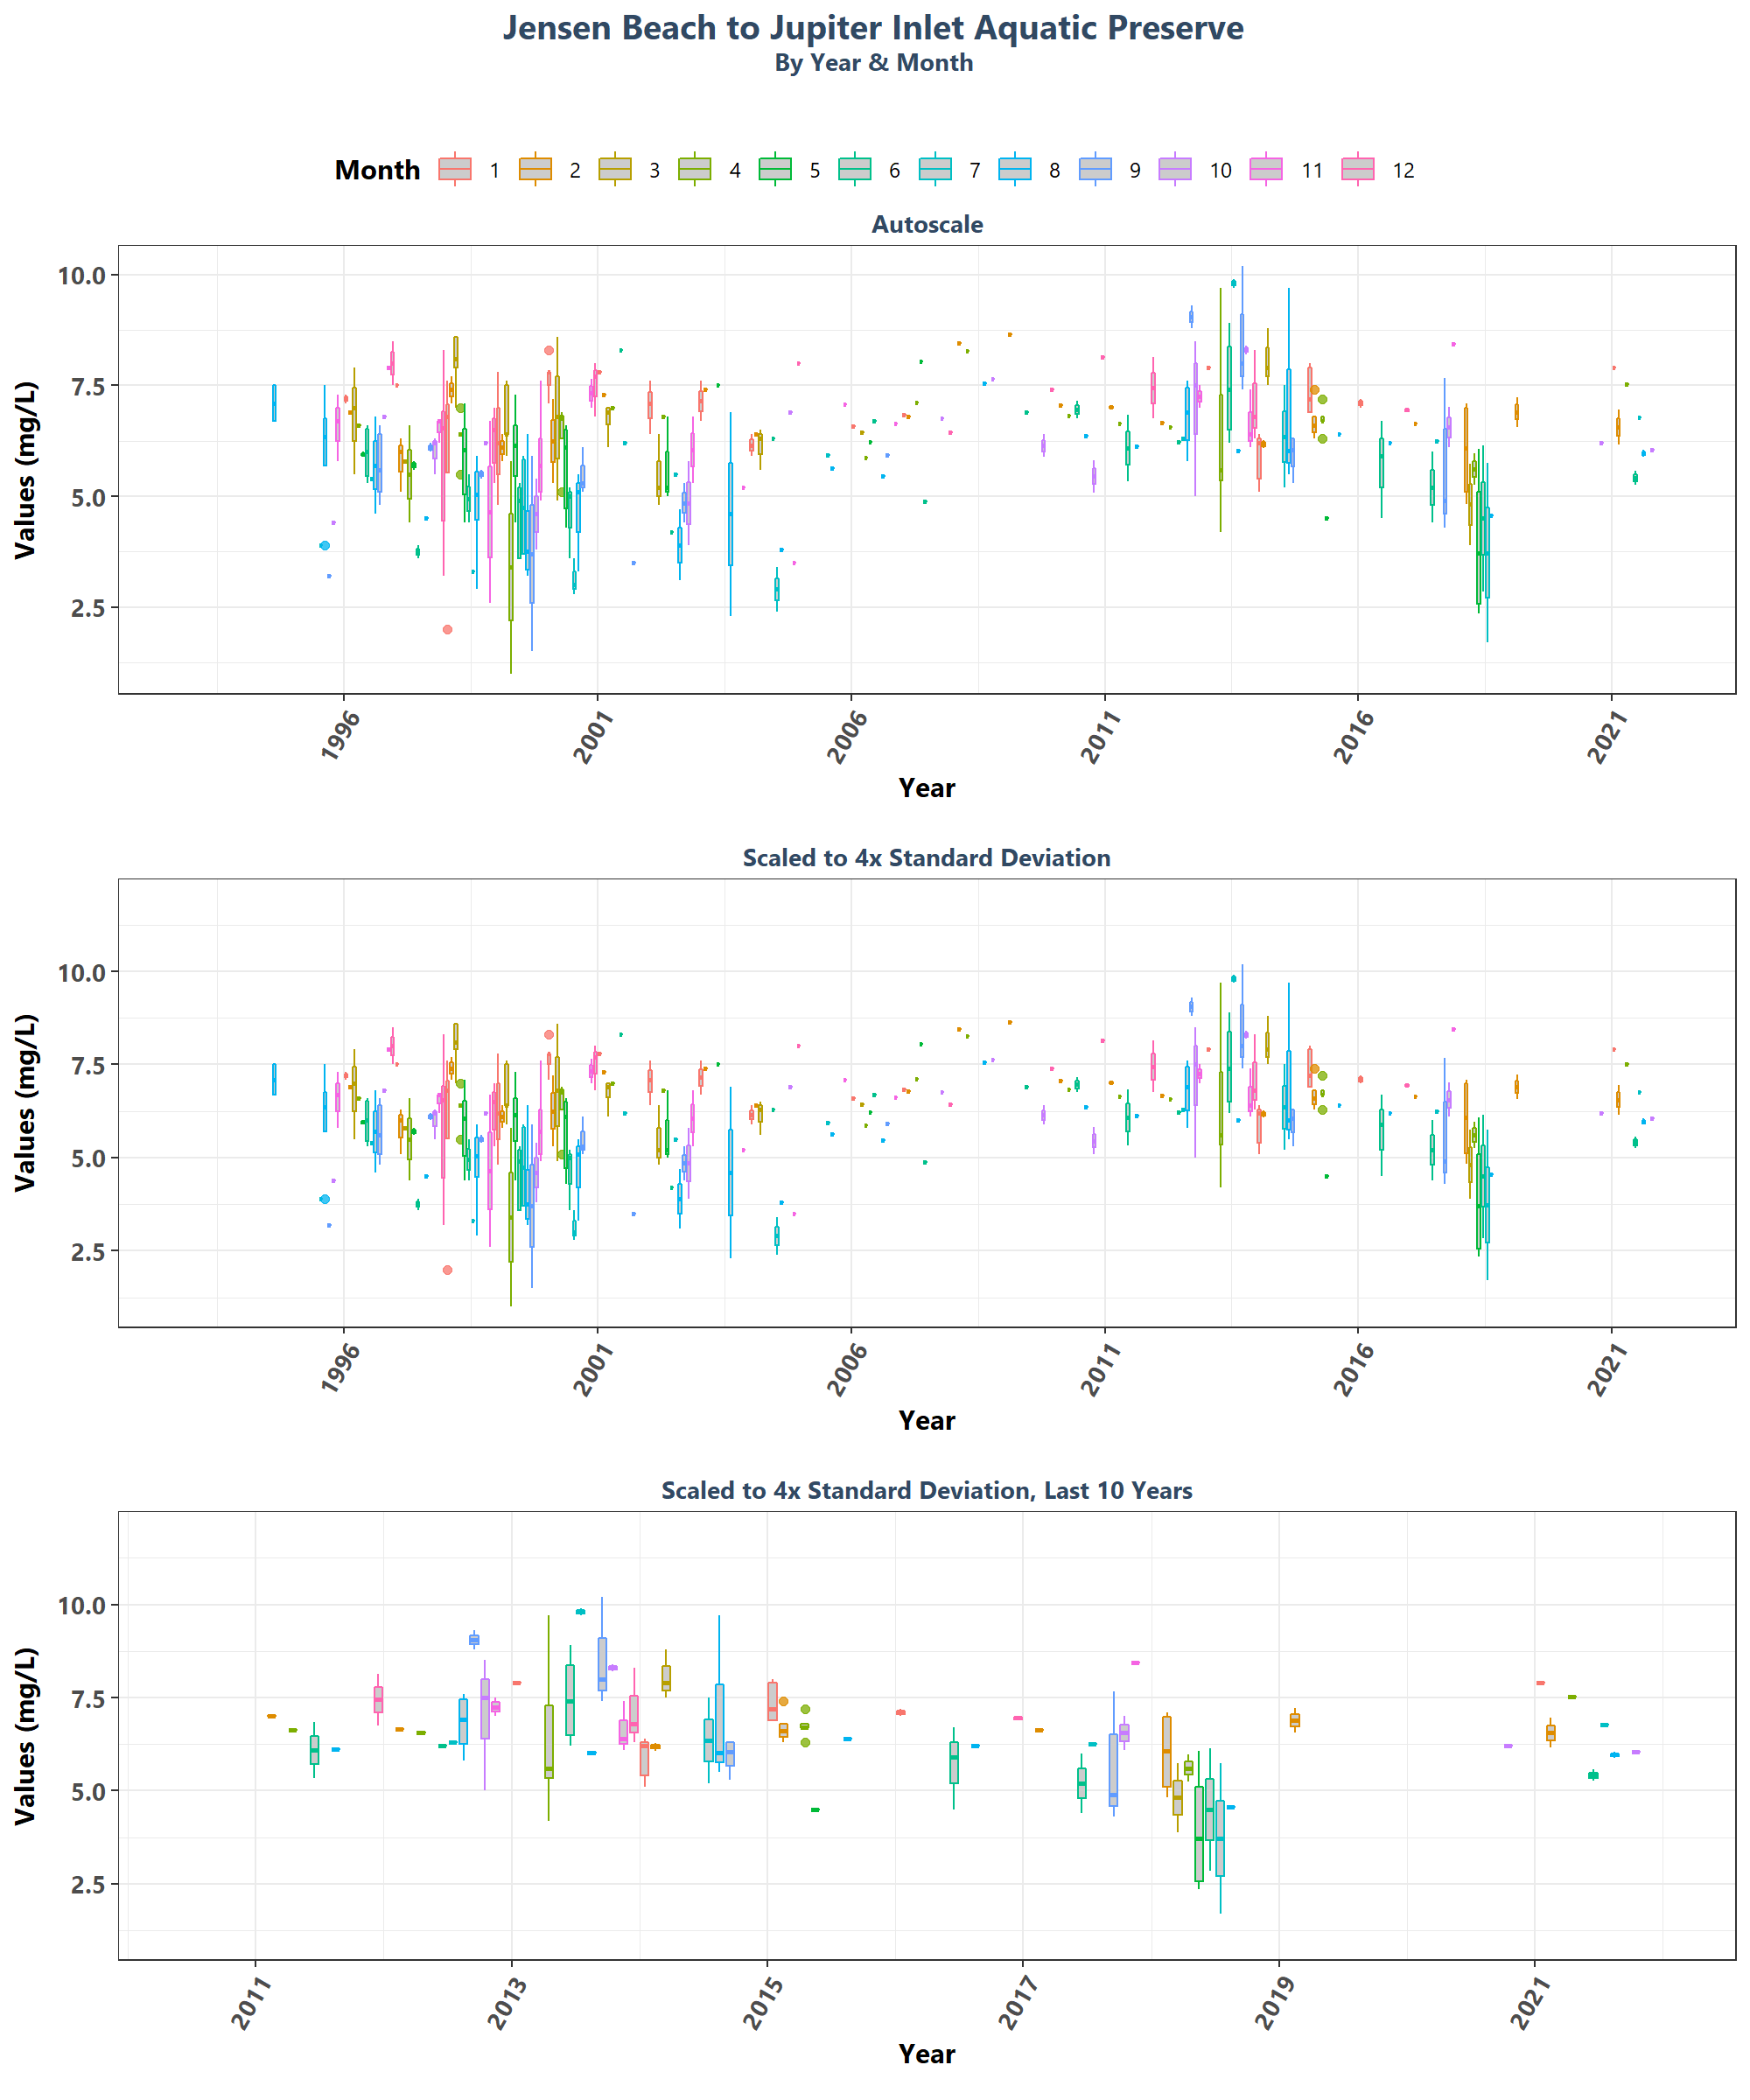 Jensen Beach to Jupiter Inlet Aquatic Preserve
By Year & Month
Month 1 2 3 4 5 6 7 8 9 10 11 12
Autoscale
Values (mg/L)
10.0
7.5
5.0
2.5
1996 2001 2006 2011 2016 2021
Year
Scaled to 4x Standard Deviation
Values (mg/L)
10.0
7.5
5.0
2.5
1996 2001 2006 2011 2016 2021
Year
Scaled to 4x Standard Deviation, Last 10 Years
Values (mg/L)
10.0
7.5
5.0
2.5
2011 2013 2015 2017 2019 2021
Year